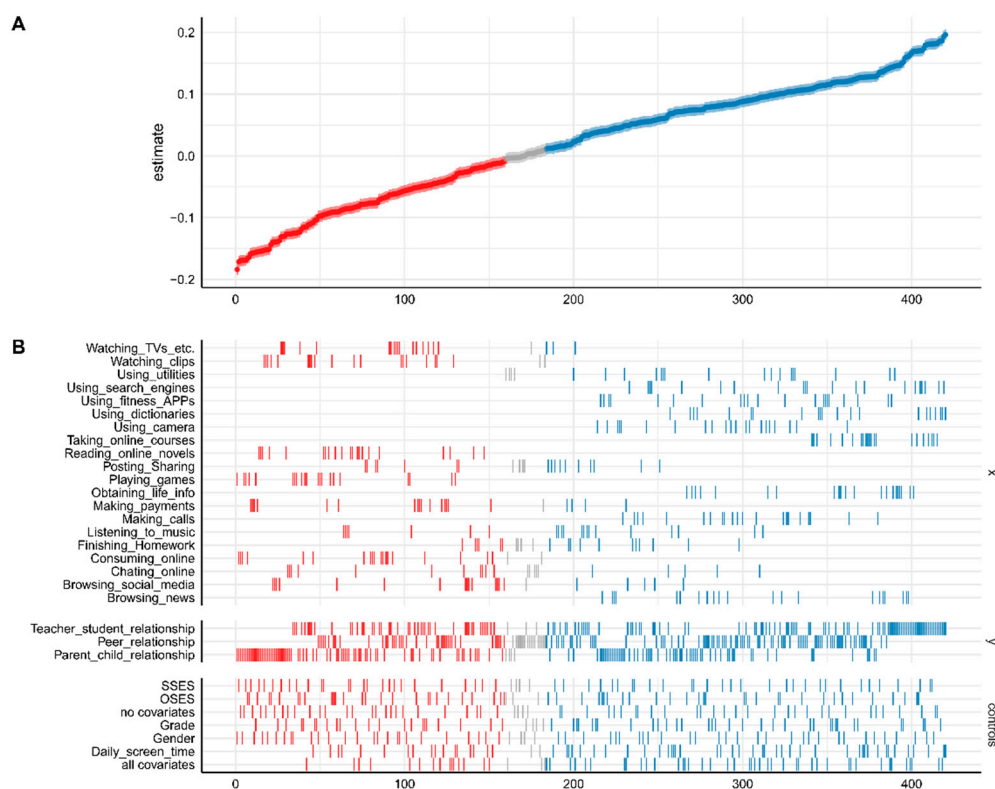 A
0.2
0.1
0.0
-0.1
-0.2
estimate
0 100 200 300 400
B
Watching_TVs_etc.
Watching_clips
Using_utilities
Using_search_engines
Using_fitness_APPs
Using_dictionaries
Using_camera
Taking_online_courses
Reading_online_novels
Posting_Sharing
Playing_games
Obtaining_life_info
Making_payments
Making_calls
Listening_to_music
Finishing_Homework
Consuming_online
Chating_online
Browsing_social_media
Browsing_news
x
Teacher_student_relationship
Peer_relationship
Parent_child_relationship
y
SSES
OSES
no covariates
Grade
Gender
Daily_screen_time
all covariates
controls
0 100 200 300 400